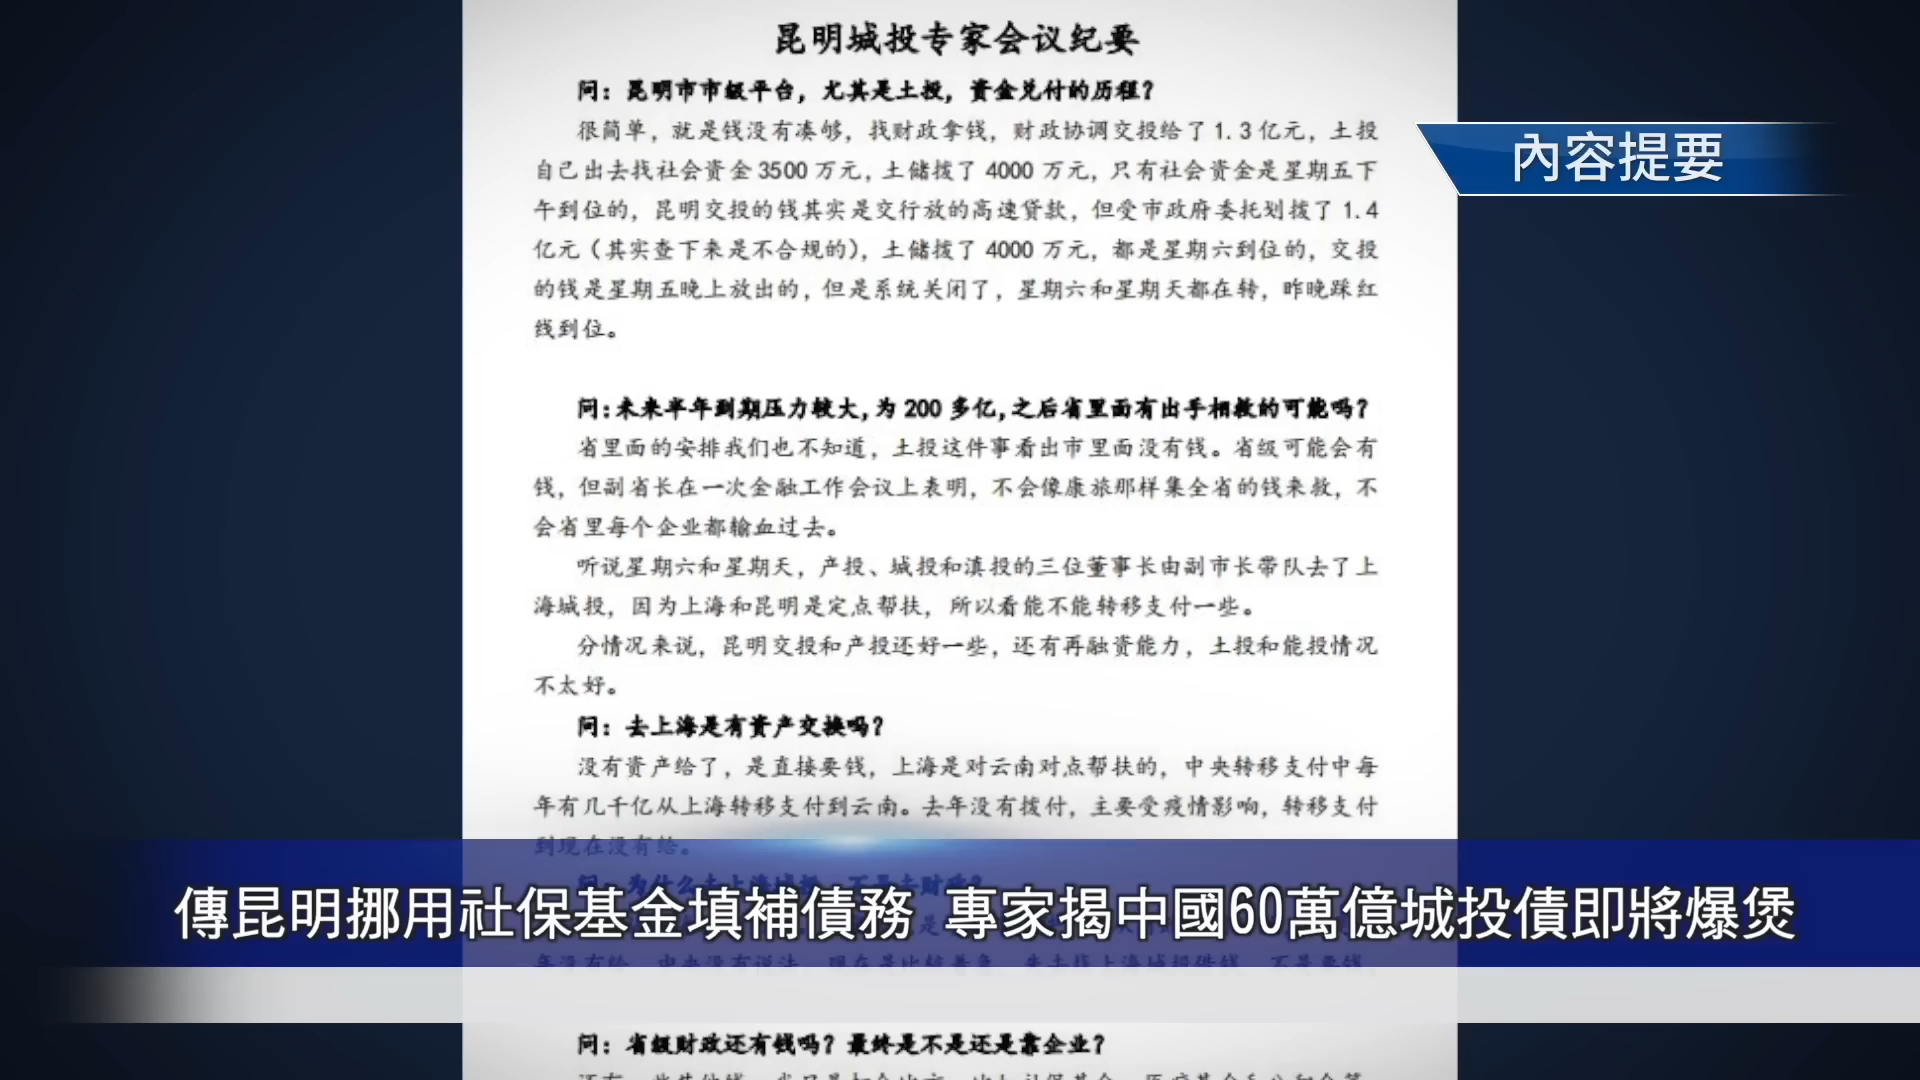 昆明城投专家会议纪要
问：昆明市市级平台，尤其是土投，资金兑付的历程？
很简单，就是钱没有凑够，找财政拿钱，财政协调交投给了1.3亿元，土投
自己出去找社会资金3500万元，土储拨了4000万元，只有社会资金是星期五下
午到位的，昆明交投的钱其实是交行放的高速贷款，但受市政府委托划拨了1.4
亿元（其实查下来是不合规的），土储拨了4000万元，都是星期六到位的，交投
的钱是星期五晚上放出的，但是系统关闭了，星期六和星期天都在转，昨晚踩红
线到位。
问：未来半年到期压力较大，为200多亿，之后省里面有出手相救的可能吗？
省里面的安排我们也不知道，土投这件事看出市里面没有钱。省级可能会有
钱，但副省长在一次金融工作会议上表明，不会像康旅那样集全省的钱来救，不
会省里每个企业都输血过去。
听说星期六和星期天，产投、城投和滇投的三位董事长由副市长带队去了上
海城投，因为上海和昆明是定点帮扶，所以看能不能转移支付一些。
分情况来说，昆明交投和产投还好一些，还有再融资能力，土投和能投情况
不太好。
问：去上海是有资产交换吗？
没有资产给了，是直接要钱，上海是对云南对点帮扶的，中央转移支付中每
年有几千亿从上海转移支付到云南。去年没有拨付，主要受疫情影响，转移支付
到现在没有给。
內容提要
傳昆明挪用社保基金填補債務 專家揭中國60萬億城投債即將爆煲
问：省级财政还有钱吗？最终是不是还是靠企业？